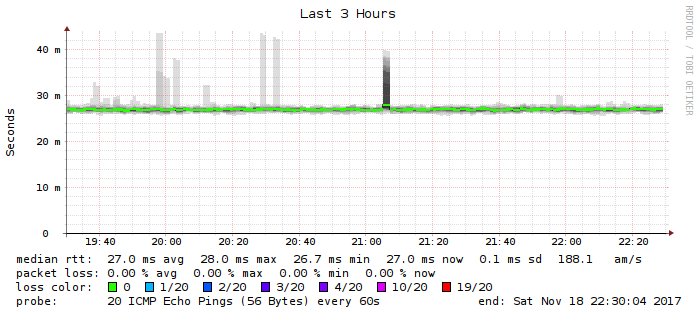 Last 3 Hours
RRDTOOL / TOBI OETIKER
Seconds
40 m
30 m
20 m
10 m
0
19:40 20:00 20:20 20:40 21:00 21:20 21:40 22:00 22:20
median rtt: 27.0 ms avg 28.0 ms max 26.7 ms min 27.0 ms now 0.1 ms sd 188.1 am/s
packet loss: 0.00 % avg 0.00 % max 0.00 % min 0.00 % now
loss color: 0 1/20 2/20 3/20 4/20 10/20 19/20
probe: 20 ICMP Echo Pings (56 Bytes) every 60s end: Sat Nov 18 22:30:04 2017